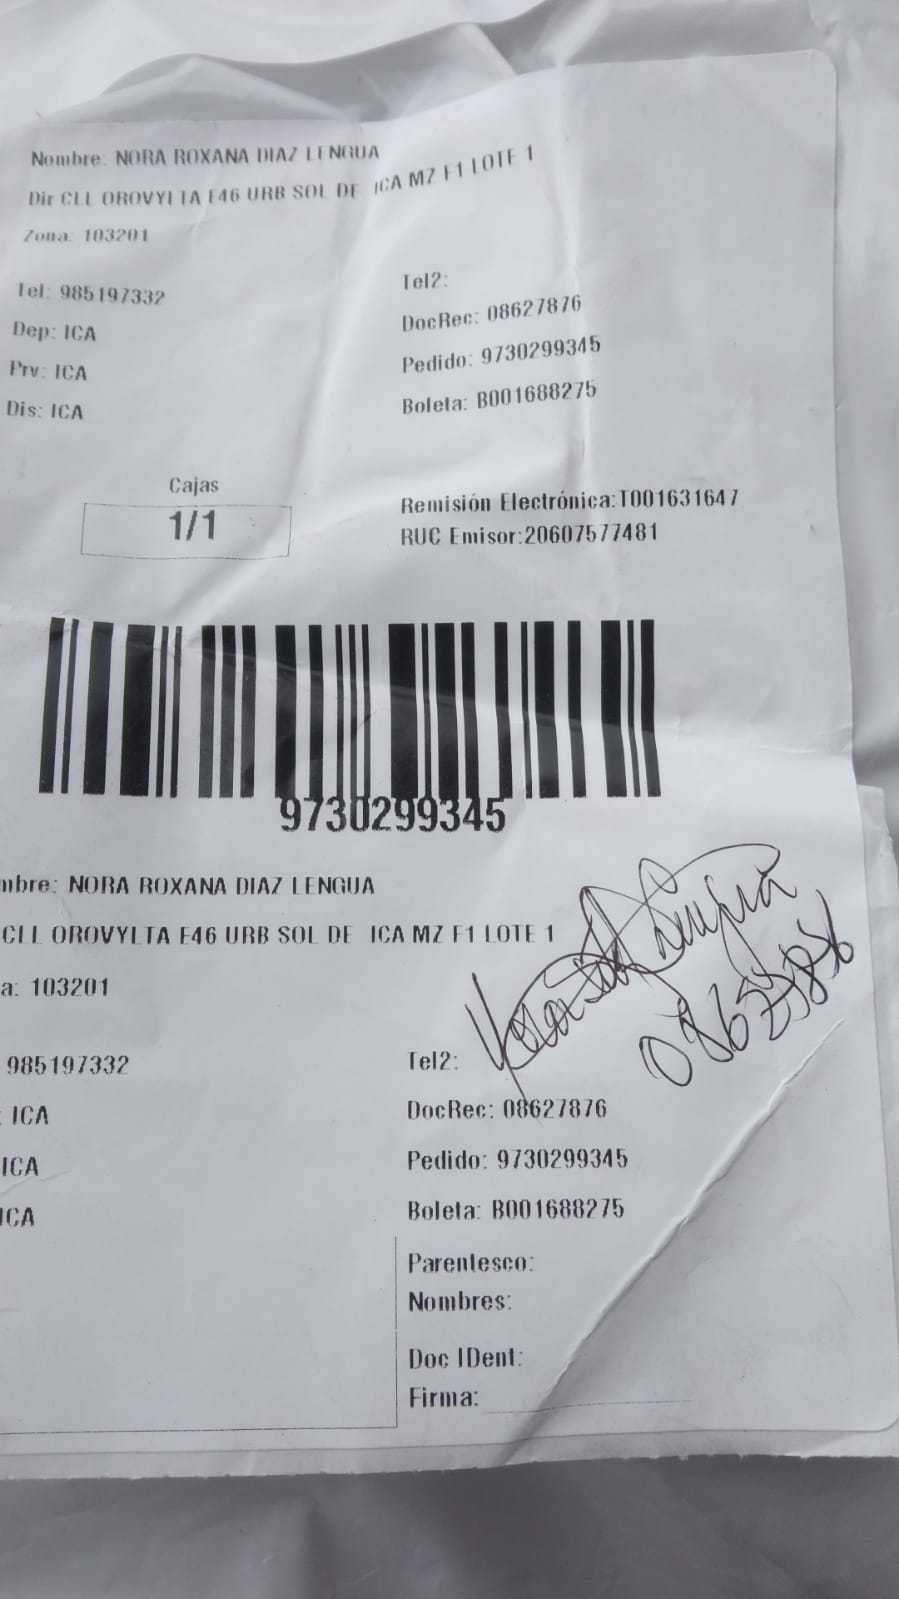 Nombre: NORA ROXANA DIAZ LENGUA
Dir CLL OROVYLTA E46 URB SOL DE ICA MZ F1 LOTE 1
Zona: 103201
Tel: 985197332
Tel2:
Dep: ICA
DocRec: 08627876
Prv: ICA
Pedido: 9730299345
Dis: ICA
Boleta: B001688275
Cajas
1/1
Remisión Electrónica:T001631647
RUC Emisor:20607577481
9730299345
mbre: NORA ROXANA DIAZ LENGUA
CLL OROVYLTA E46 URB SOL DE ICA MZ F1 LOTE 1
a: 103201
985197332
Tel2:
: ICA
DocRec: 08627876
ICA
Pedido: 9730299345
ICA
Boleta: B001688275
Parentesco:
Nombres:
Doc IDent:
Firma: